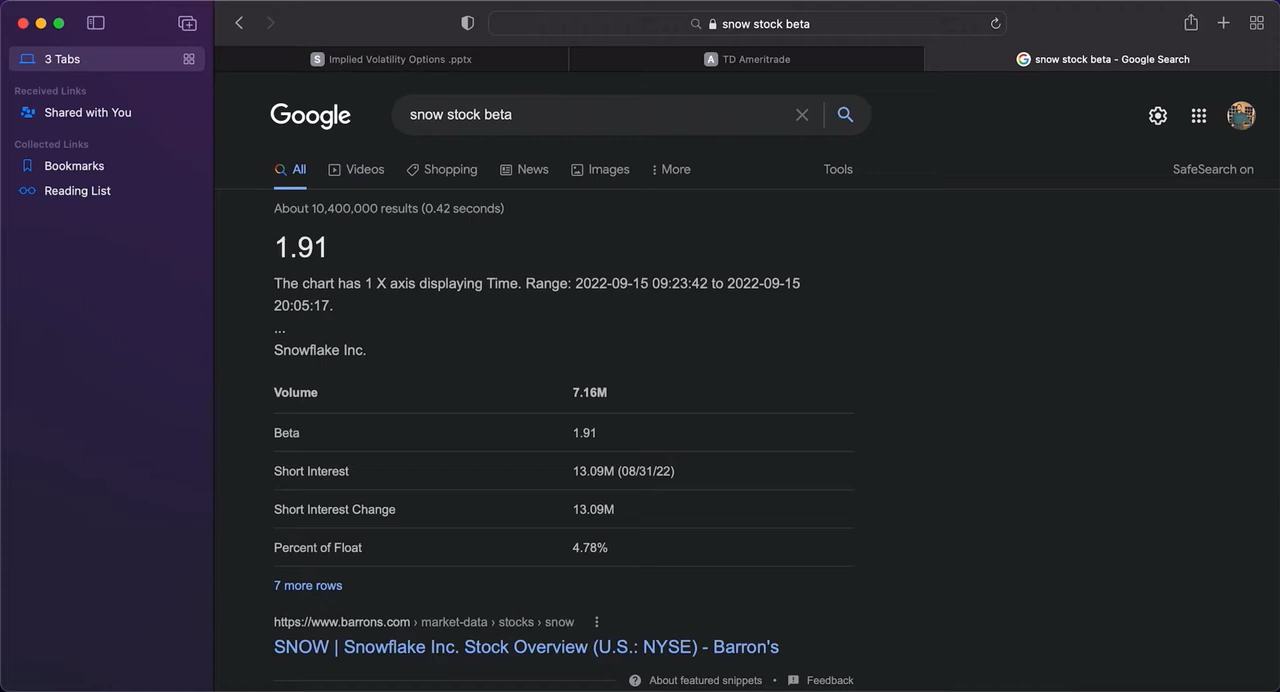 snow stock beta
3 Tabs
Implied Volatility Options .pptx
TD Ameritrade
snow stock beta - Google Search
Received Links
Shared with You
Collected Links
Bookmarks
Reading List
Google
snow stock beta
All
Videos
Shopping
News
Images
More
Tools
SafeSearch on
About 10,400,000 results (0.42 seconds)
1.91
The chart has 1 X axis displaying Time. Range: 2022-09-15 09:23:42 to 2022-09-15
20:05:17.
...
Snowflake Inc.
Volume 7.16M
Beta 1.91
Short Interest 13.09M (08/31/22)
Short Interest Change 13.09M
Percent of Float 4.78%
7 more rows
https://www.barrons.com › market-data › stocks › snow
SNOW | Snowflake Inc. Stock Overview (U.S.: NYSE) - Barron's
About featured snippets • Feedback